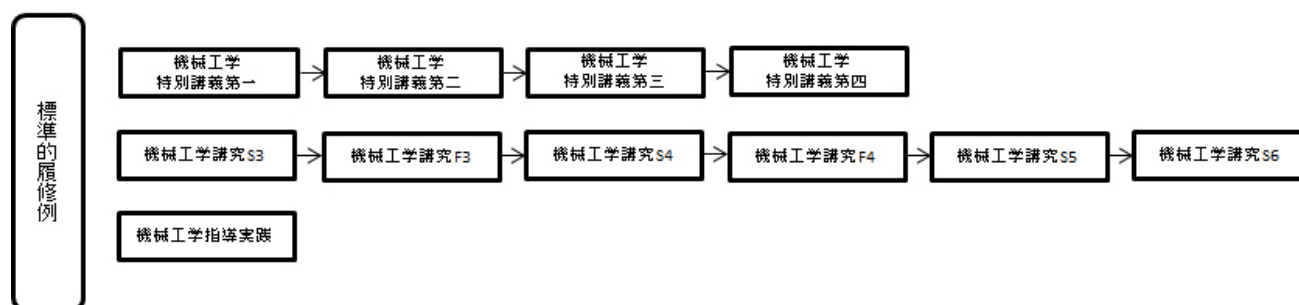 標準的履修例
機械工学
特別講義第一
機械工学
特別講義第二
機械工学
特別講義第三
機械工学
特別講義第四
機械工学講究S3
機械工学講究F3
機械工学講究S4
機械工学講究F4
機械工学講究S5
機械工学講究S6
機械工学指導実践